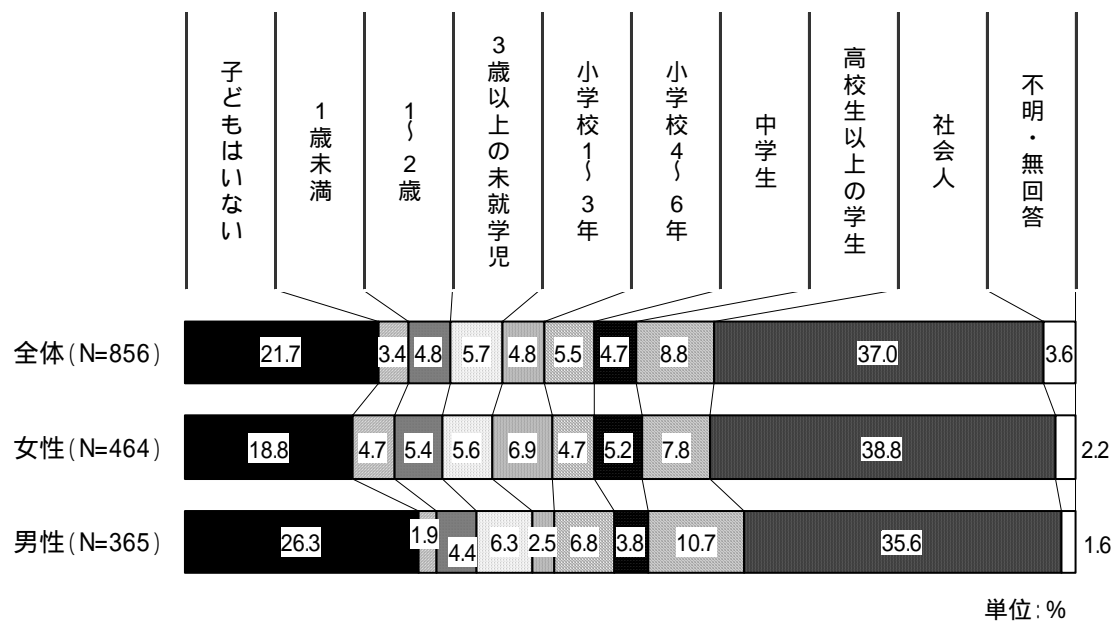 子どもはいない
1歳未満
1～2歳
3歳以上の未就学児
小学校1～3年
小学校4～6年
中学生
高校生以上の学生
社会人
不明・無回答
全体(N=856) 21.7 3.4 4.8 5.7 4.8 5.5 4.7 8.8 37.0 3.6
女性(N=464) 18.8 4.7 5.4 5.6 6.9 4.7 5.2 7.8 38.8 2.2
男性(N=365) 26.3 1.9 4.4 6.3 2.5 6.8 3.8 10.7 35.6 1.6
単位:%